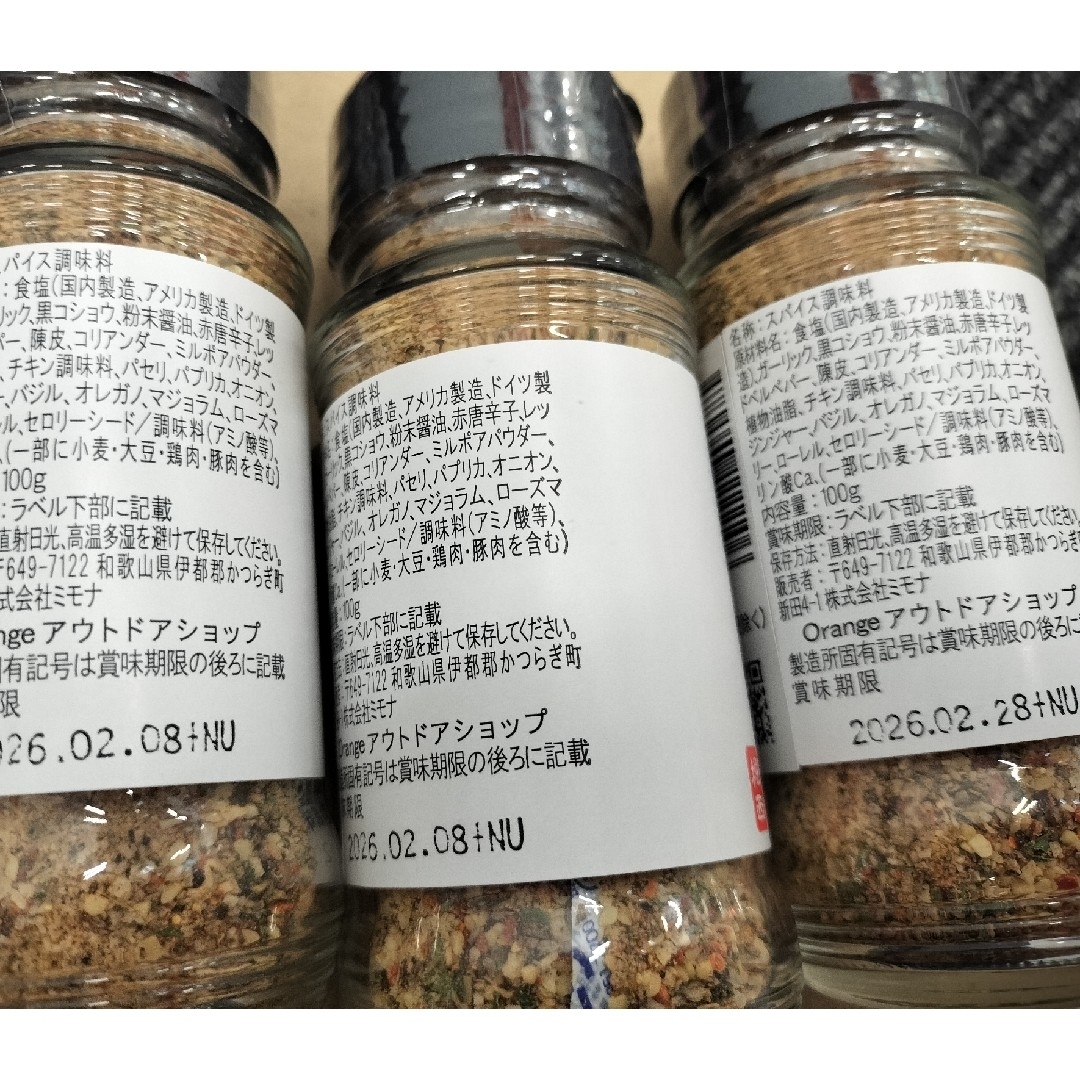 パイス調味料
:食塩(国内製造、アメリカ製造、ドイツ製
リック、黒コショウ、粉末醤油、赤唐辛子、レッ
パー、陳皮、コリアンダー、ミルポアパウダー、
、チキン調味料、パセリ、パプリカ、オニオン、
ー、バジル、オレガノ、マジョラム、ローズマ
レル、セロリーシード/調味料(アミノ酸等)、
、(一部に小麦・大豆・鶏肉・豚肉を含む)
100g
:ラベル下部に記載
直射日光、高温多湿を避けて保存してください。
〒649-7122 和歌山県伊都郡かつらぎ町
株式会社ミモナ
ange アウトドアショップ
固有記号は賞味期限の後ろに記載
限
026.02.08+NU
パイス調味料
食塩(国内製造、アメリカ製造、ドイツ製
黒コショウ、粉末醤油、赤唐辛子、レッ
陳皮、コリアンダー、ミルポアパウダー、
チキン調味料、パセリ、パプリカ、オニオン、
バジル、オレガノ、マジョラム、ローズマ
ル、セロリーシード/調味料(アミノ酸等)、
Ca、(一部に小麦・大豆・鶏肉・豚肉を含む)
100g
ラベル下部に記載
直射日光、高温多湿を避けて保存してください。
〒649-7122 和歌山県伊都郡かつらぎ町
株式会社ミモナ
Orange アウトドアショップ
所固有記号は賞味期限の後ろに記載
期限
2026.02.08+NU
名称:スパイス調味料
原材料名:食塩(国内製造、アメリカ製造、ドイツ製
造)、ガーリック、黒コショウ、粉末醤油、赤唐辛子、レッ
ドベルペパー、陳皮、コリアンダー、ミルポアパウダー、
植物油脂、チキン調味料、パセリ、パプリカ、オニオン、
ジンジャー、バジル、オレガノ、マジョラム、ローズマ
リー、ローレル、セロリーシード/調味料(アミノ酸等)、
リン酸Ca、(一部に小麦・大豆・鶏肉・豚肉を含む)
内容量:100g
賞味期限:ラベル下部に記載
保存方法:直射日光、高温多湿を避けて保存して
販売者:〒649-7122 和歌山県伊都郡かつ
新田4-1 株式会社ミモナ
Orange アウトドアショップ
製造所固有記号は賞味期限の後ろに
賞味期限
2026.02.28+NU
除く)